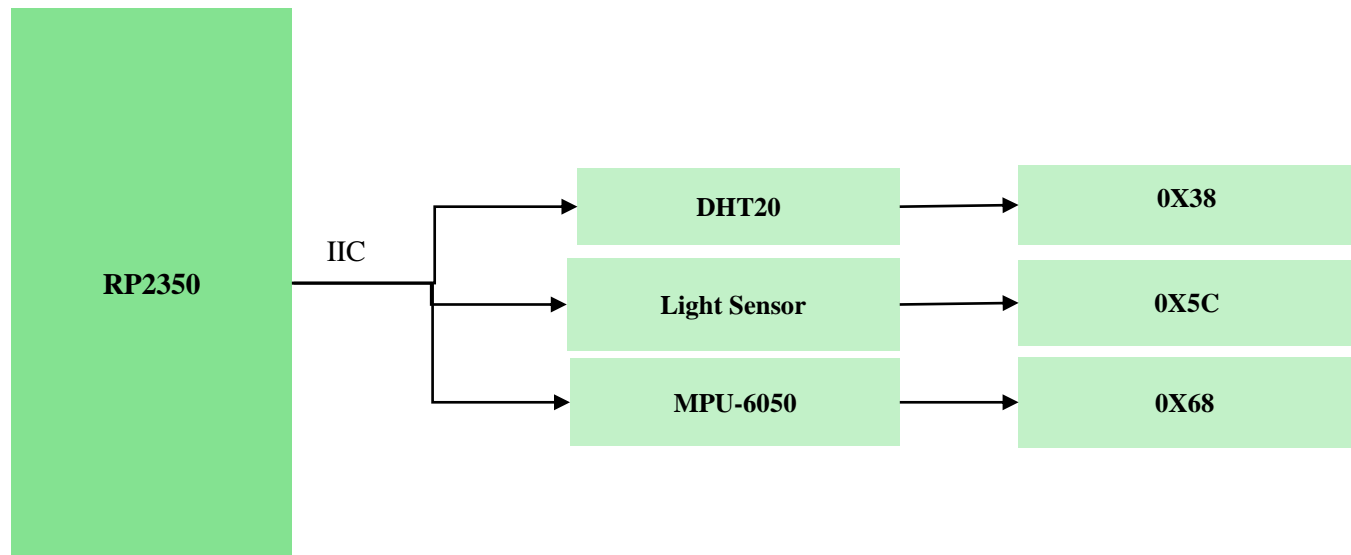 RP2350
IIC
DHT20
0X38
Light Sensor
0X5C
MPU-6050
0X68